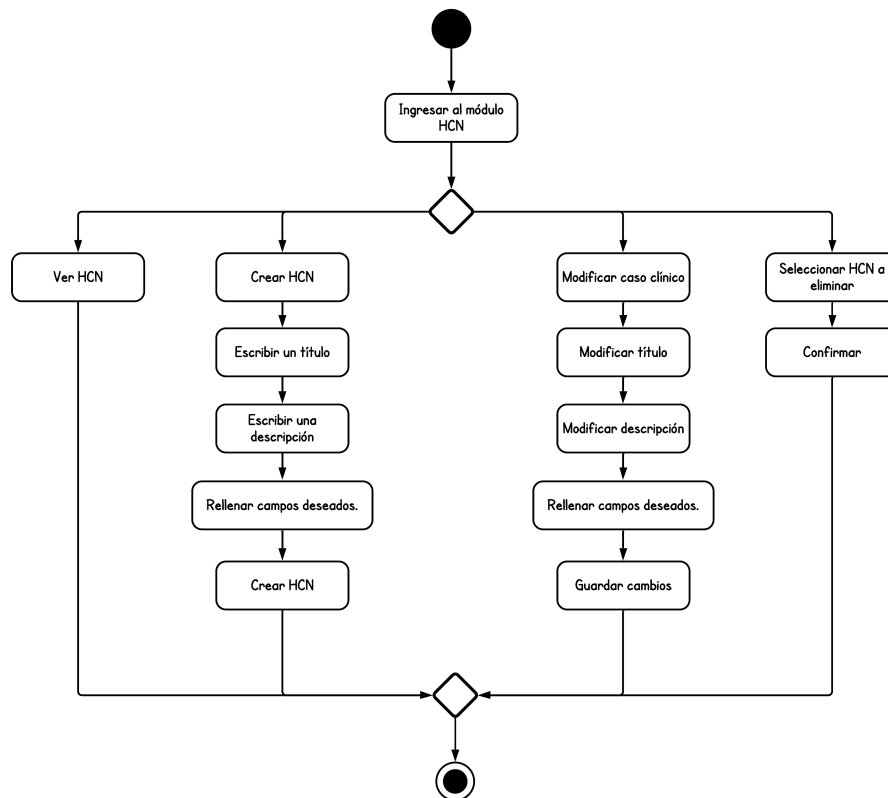 Ingresar al módulo
HCN
Ver HCN
Crear HCN
Modificar caso clínico
Seleccionar HCN a
eliminar
Escribir un título
Modificar título
Confirmar
Escribir una
descripción
Modificar descripción
Rellenar campos deseados.
Rellenar campos deseados.
Crear HCN
Guardar cambios